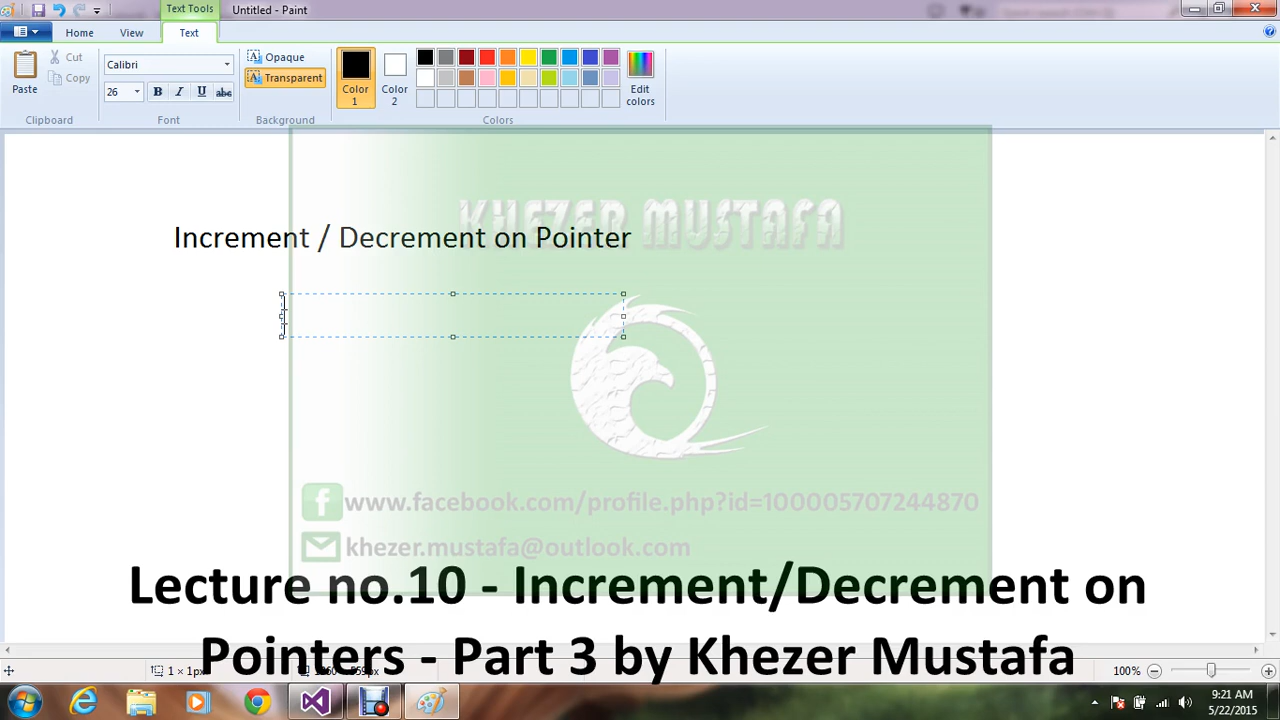 Text Tools
Untitled - Paint
Home
View
Text
Paste
Cut
Copy
Clipboard
Calibri
26
B I U abc
Font
Opaque
Transparent
Background
Color 1
Color 2
Edit colors
Colors
KHEZER MUSTAFA
Increment / Decrement on Pointer
www.facebook.com/profile.php?id=100005707244870
khezer.mustafa@outlook.com
Lecture no.10 - Increment/Decrement on
Pointers - Part 3 by Khezer Mustafa
1 × 1px
100%
9:21 AM
5/22/2015